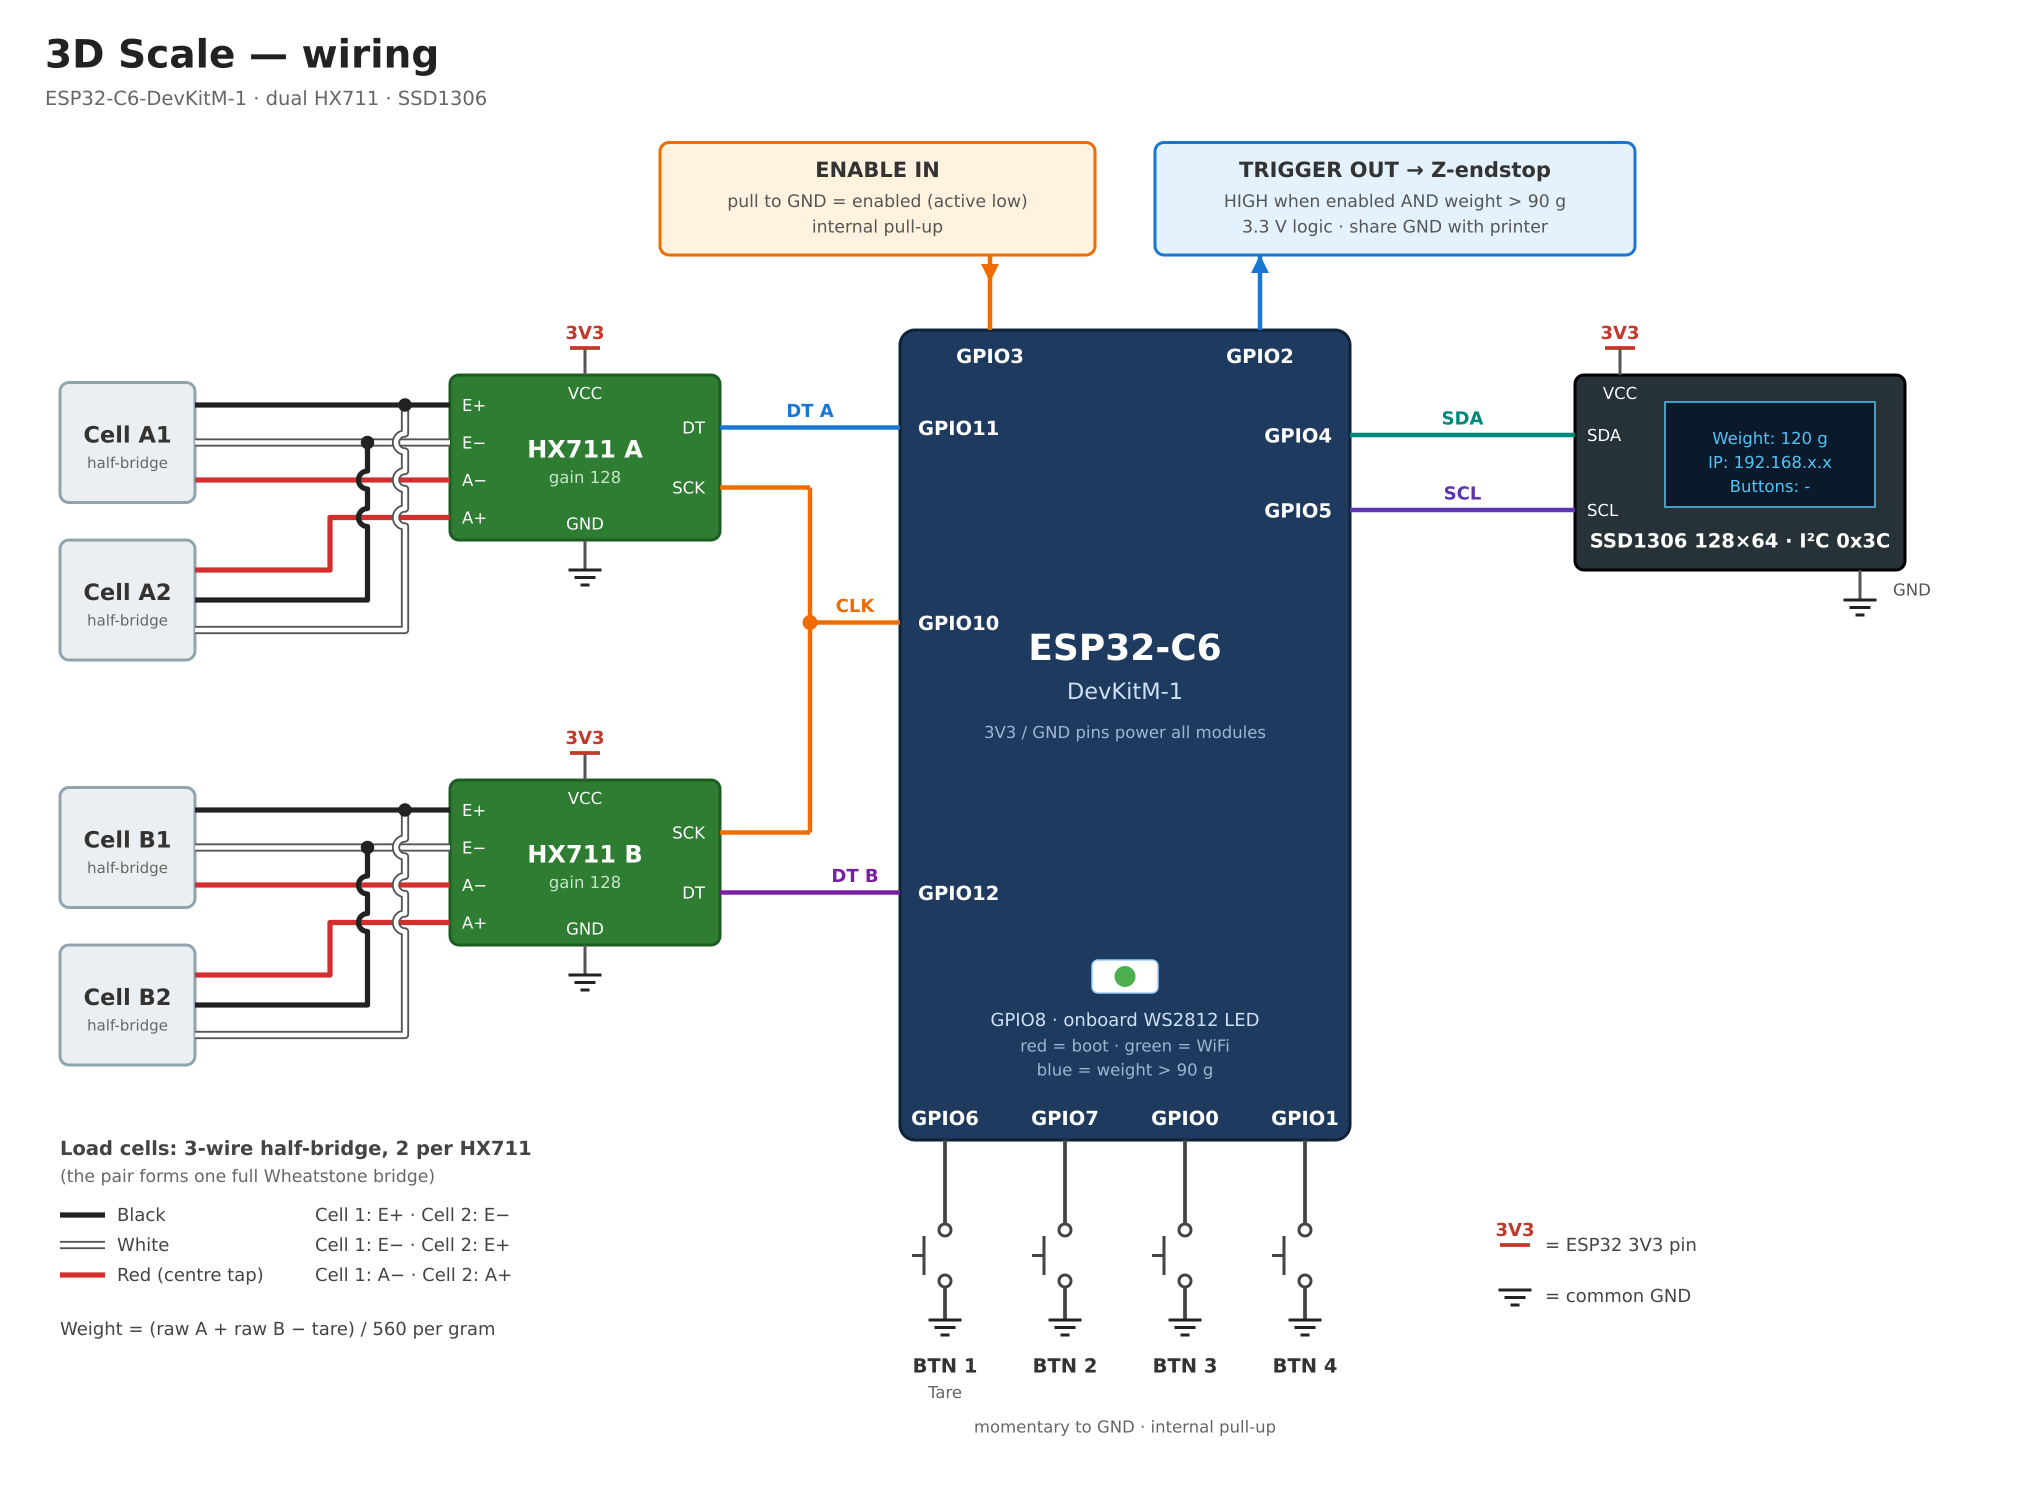 3D Scale — wiring
ESP32-C6-DevKitM-1 · dual HX711 · SSD1306
ENABLE IN
pull to GND = enabled (active low)
internal pull-up
TRIGGER OUT → Z-endstop
HIGH when enabled AND weight > 90 g
3.3 V logic · share GND with printer
Cell A1
half-bridge
Cell A2
half-bridge
3V3
VCC
E+
E−
A−
A+
HX711 A
gain 128
DT
SCK
GND
DT A
CLK
Cell B1
half-bridge
Cell B2
half-bridge
3V3
VCC
E+
E−
A−
A+
HX711 B
gain 128
SCK
DT
GND
DT B
GPIO3
GPIO2
GPIO11
GPIO4
GPIO5
GPIO10
ESP32-C6
DevKitM-1
3V3 / GND pins power all modules
GPIO12
GPIO8 · onboard WS2812 LED
red = boot · green = WiFi
blue = weight > 90 g
GPIO6
GPIO7
GPIO0
GPIO1
SDA
SCL
3V3
VCC
SDA
SCL
Weight: 120 g
IP: 192.168.x.x
Buttons: -
SSD1306 128×64 · I²C 0x3C
GND
Load cells: 3-wire half-bridge, 2 per HX711
(the pair forms one full Wheatstone bridge)
Black Cell 1: E+ · Cell 2: E−
White Cell 1: E− · Cell 2: E+
Red (centre tap) Cell 1: A− · Cell 2: A+
Weight = (raw A + raw B − tare) / 560 per gram
BTN 1
Tare
BTN 2
BTN 3
BTN 4
momentary to GND · internal pull-up
3V3 = ESP32 3V3 pin
= common GND